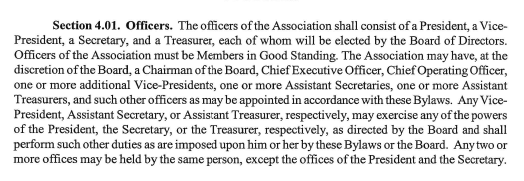 Section 4.01. Officers. The officers of the Association shall consist of a President, a Vice-
President, a Secretary, and a Treasurer, each of whom will be elected by the Board of Directors.
Officers of the Association must be Members in Good Standing. The Association may have, at the
discretion of the Board, a Chairman of the Board, Chief Executive Officer, Chief Operating Officer,
one or more additional Vice-Presidents, one or more Assistant Secretaries, one or more Assistant
Treasurers, and such other officers as may be appointed in accordance with these Bylaws. Any Vice-
President, Assistant Secretary, or Assistant Treasurer, respectively, may exercise any of the powers
of the President, the Secretary, or the Treasurer, respectively, as directed by the Board and shall
perform such other duties as are imposed upon him or her by these Bylaws or the Board. Any two or
more offices may be held by the same person, except the offices of the President and the Secretary.